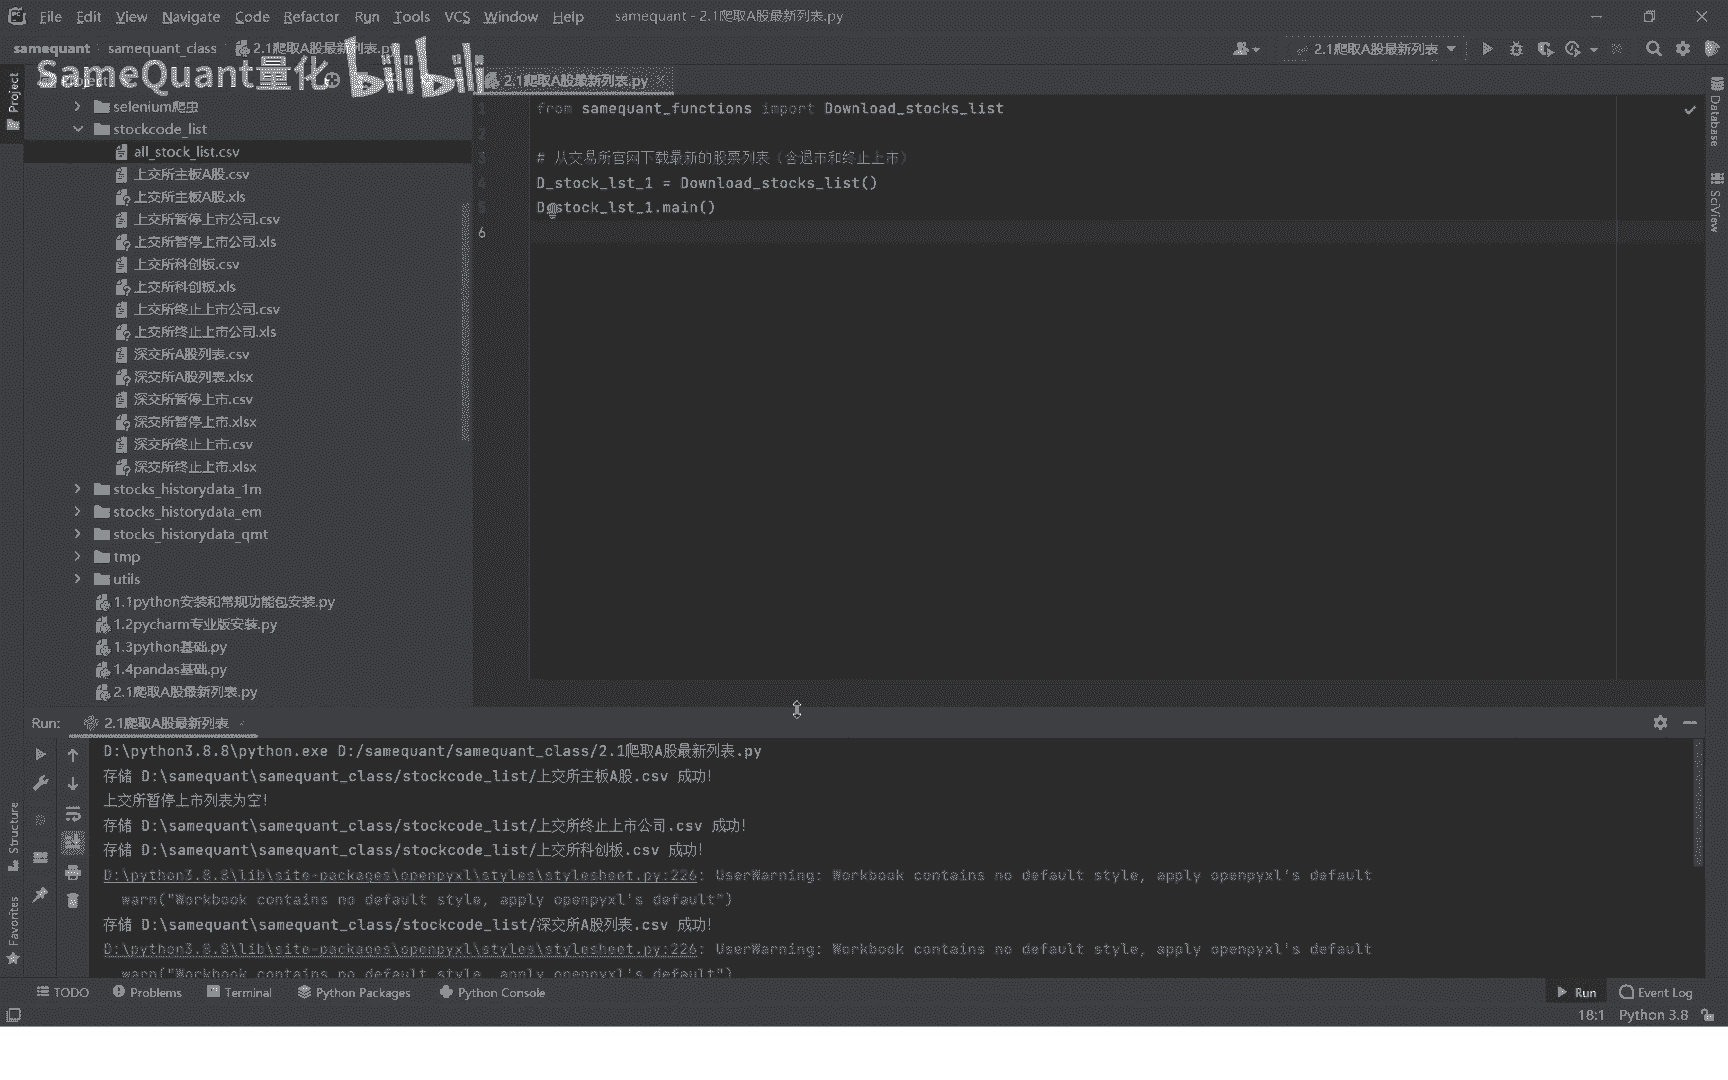 File Edit View Navigate Code Refactor Run Tools VCS Window Help samequant - 2.1爬取A股最新列表.py
samequant samequant_class 2.1爬取A股最新列表.py 2.1爬取A股最新列表
SameQuant量化 bilibili
Project
2.1爬取A股最新列表.py
selenium爬虫
stockcode_list
all_stock_list.csv
上交所主板A股.csv
上交所主板A股.xls
上交所暂停上市公司.csv
上交所暂停上市公司.xls
上交所科创板.csv
上交所科创板.xls
上交所终止上市公司.csv
上交所终止上市公司.xls
深交所A股列表.csv
深交所A股列表.xlsx
深交所暂停上市.csv
深交所暂停上市.xlsx
深交所终止上市.csv
深交所终止上市.xlsx
stocks_historydata_1m
stocks_historydata_em
stocks_historydata_qmt
tmp
utils
1.1python安装和常规功能包安装.py
1.2pycharm专业版安装.py
1.3python基础.py
1.4pandas基础.py
2.1爬取A股最新列表.py
1 from samequant_functions import Download_stocks_list
2
3 # 从交易所官网下载最新的股票列表（含退市和终止上市）
4 D_stock_lst_1 = Download_stocks_list()
5 D_stock_lst_1.main()
6
Database
SciView
Run: 2.1爬取A股最新列表
D:\python3.8.8\python.exe D:/samequant/samequant_class/2.1爬取A股最新列表.py
存储 D:\samequant\samequant_class/stockcode_list/上交所主板A股.csv 成功!
上交所暂停上市列表为空!
存储 D:\samequant\samequant_class/stockcode_list/上交所终止上市公司.csv 成功!
存储 D:\samequant\samequant_class/stockcode_list/上交所科创板.csv 成功!
D:\python3.8.8\lib\site-packages\openpyxl\styles\stylesheet.py:226: UserWarning: Workbook contains no default style, apply openpyxl's default
warn("Workbook contains no default style, apply openpyxl's default")
存储 D:\samequant\samequant_class/stockcode_list/深交所A股列表.csv 成功!
D:\python3.8.8\lib\site-packages\openpyxl\styles\stylesheet.py:226: UserWarning: Workbook contains no default style, apply openpyxl's default
warn("Workbook contains no default style, apply openpyxl's default")
Structure
Favorites
TODO Problems Terminal Python Packages Python Console Run Event Log
18:1 Python 3.8